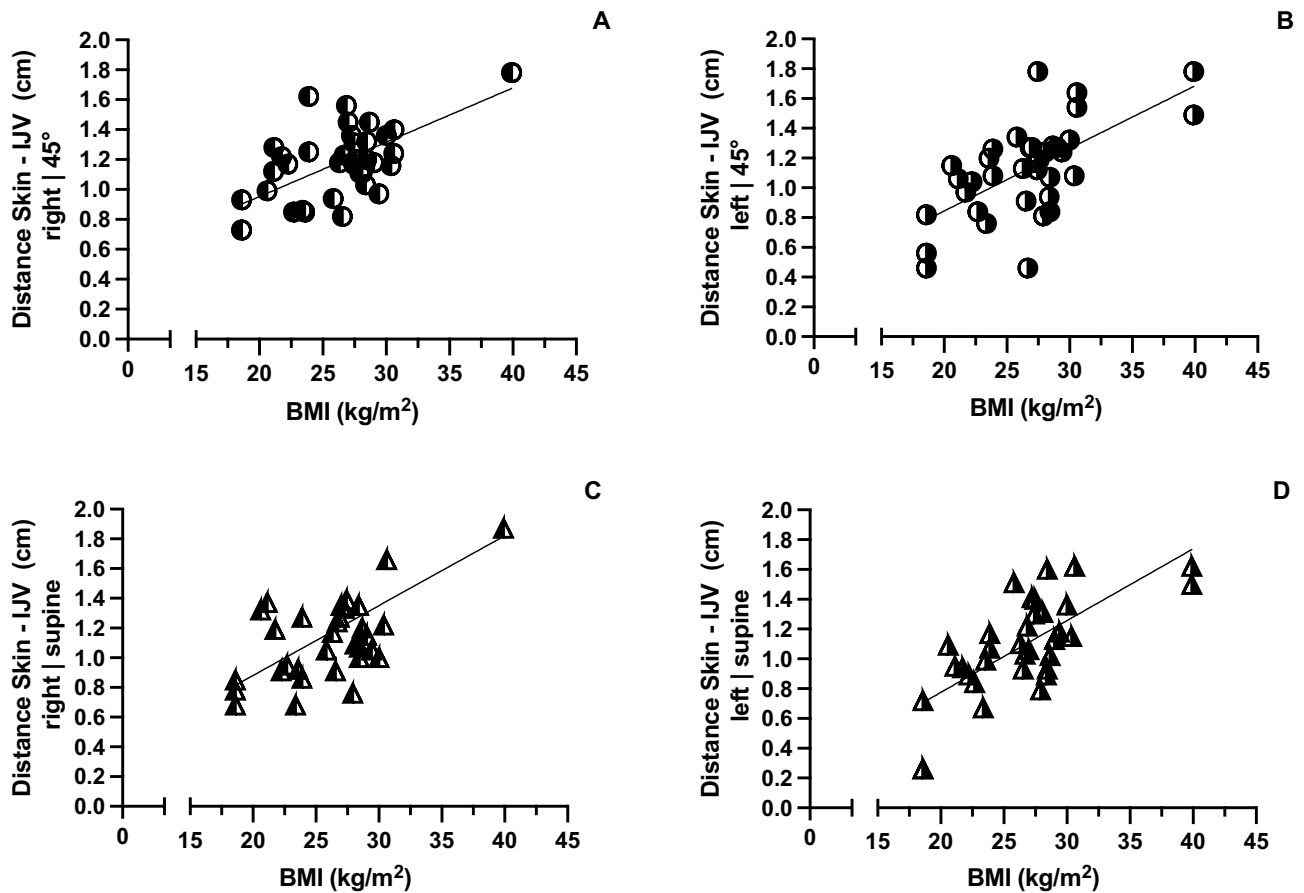 A
Distance Skin - IJV (cm)
right | 45°
2.0
1.8
1.6
1.4
1.2
1.0
0.8
0.6
0.4
0.2
0.0
0 20 25 30 35 40 45
BMI (kg/m²)
B
Distance Skin - IJV (cm)
left | 45°
2.0
1.8
1.6
1.4
1.2
1.0
0.8
0.6
0.4
0.2
0.0
0 15 20 25 30 35 40 45
BMI (kg/m²)
C
Distance Skin - IJV (cm)
right | supine
2.0
1.8
1.6
1.4
1.2
1.0
0.8
0.6
0.4
0.2
0.0
0 15 20 25 30 35 40 45
BMI (kg/m²)
D
Distance Skin - IJV (cm)
left | supine
2.0
1.8
1.6
1.4
1.2
1.0
0.8
0.6
0.4
0.2
0.0
0 15 20 25 30 35 40 45
BMI (kg/m²)